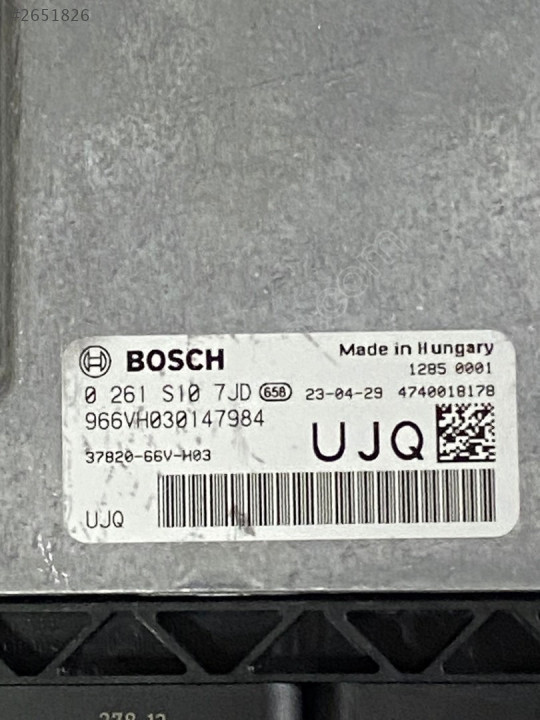 #2651826
BOSCH
Made in Hungary
1285 0001
0 261 S10 7JD 658 23-04-29 4740018178
966VH030147984
37820-66V-H03
UJQ
UJQ